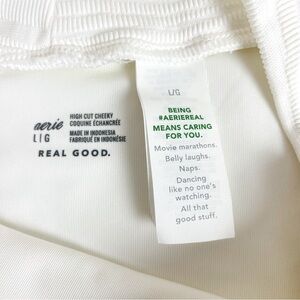 aerie
L|G
HIGH CUT CHEEKY
COQUINE ÉCHANCRÉE
MADE IN INDONESIA
FABRIQUÉ EN INDONÉSIE
REAL GOOD.
L/G
BEING
#AERIEREAL
MEANS CARING
FOR YOU.
Movie marathons.
Belly laughs.
Naps.
Dancing
like no one's
watching.
All that
good stuff.